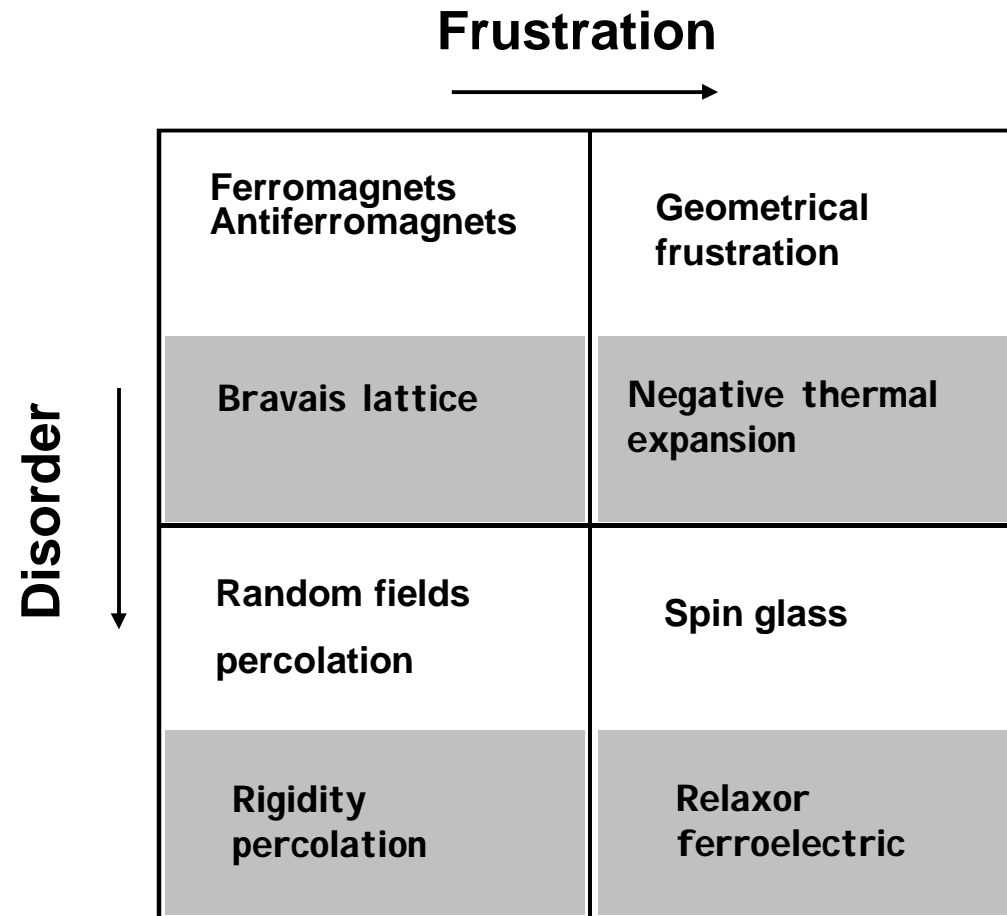 Frustration
Ferromagnets
Antiferromagnets
Geometrical
frustration
Bravais lattice
Negative thermal
expansion
Disorder
Random fields
percolation
Spin glass
Rigidity
percolation
Relaxor
ferroelectric